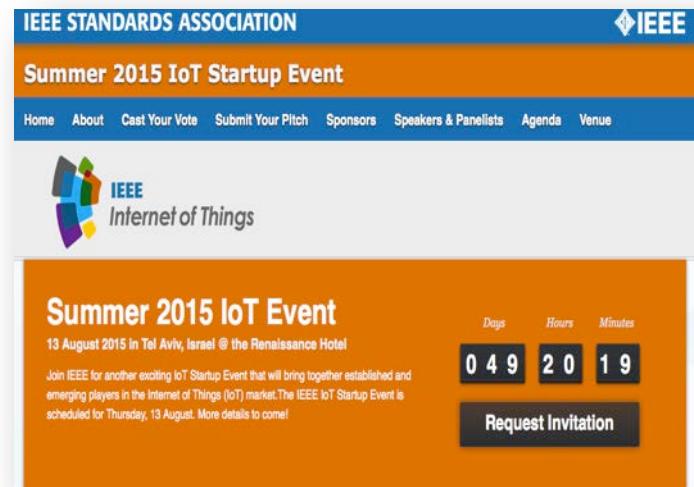 IEEE STANDARDS ASSOCIATION
IEEE
Summer 2015 IoT Startup Event
Home About Cast Your Vote Submit Your Pitch Sponsors Speakers & Panelists Agenda Venue
IEEE
Internet of Things
Summer 2015 IoT Event
13 August 2015 in Tel Aviv, Israel @ the Renaissance Hotel
Join IEEE for another exciting IoT Startup Event that will bring together established and
emerging players in the Internet of Things (IoT) market.The IEEE IoT Startup Event is
scheduled for Thursday, 13 August. More details to come!
Days Hours Minutes
049 20 19
Request Invitation